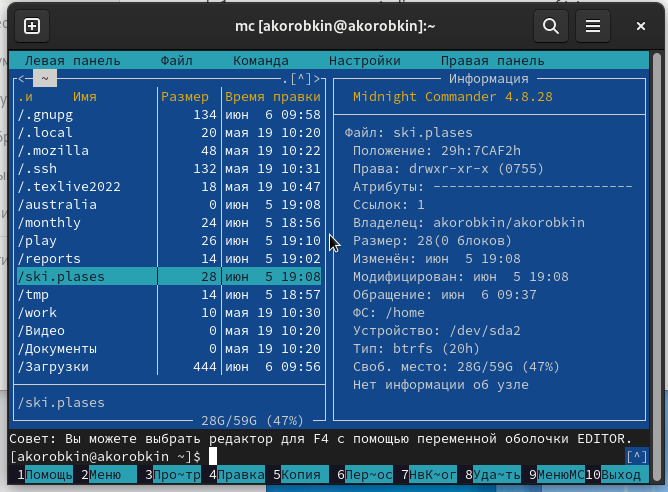 mc [akorobkin@akorobkin]:~
Левая панель Файл Команда Настройки Правая панель
<─ ~ .[^]>
.и Имя Размер Время правки
/.gnupg 134 июн 6 09:58
/.local 20 мая 19 10:20
/.mozilla 48 мая 19 10:22
/.ssh 132 мая 19 10:31
/.texlive2022 18 мая 19 10:47
/australia 0 июн 5 19:08
/monthly 24 июн 5 18:56
/play 26 июн 5 19:10
/reports 14 июн 5 19:02
/ski.plases 28 июн 5 19:08
/tmp 14 июн 5 18:57
/work 10 мая 19 10:30
/Видео 0 мая 19 10:20
/Документы 0 мая 19 10:20
/Загрузки 444 июн 6 09:56
/ski.plases
28G/59G (47%)
Информация
Midnight Commander 4.8.28
Файл: ski.plases
Положение: 29h:7CAF2h
Права: drwxr-xr-x (0755)
Атрибуты: -------------------------
Ссылок: 1
Владелец: akorobkin/akorobkin
Размер: 28(0 блоков)
Изменён: июн 5 19:08
Модифицирован: июн 5 19:08
Обращение: июн 6 09:37
ФС: /home
Устройство: /dev/sda2
Тип: btrfs (20h)
Своб. место: 28G/59G (47%)
Нет информации об узле
Совет: Вы можете выбрать редактор для F4 с помощью переменной оболочки EDITOR.
[akorobkin@akorobkin ~]$ [^]
1Помощь 2Меню 3Про~тр 4Правка 5Копия 6Пер~ос 7НвК~ог 8Уда~ть 9МенюMC 10Выход